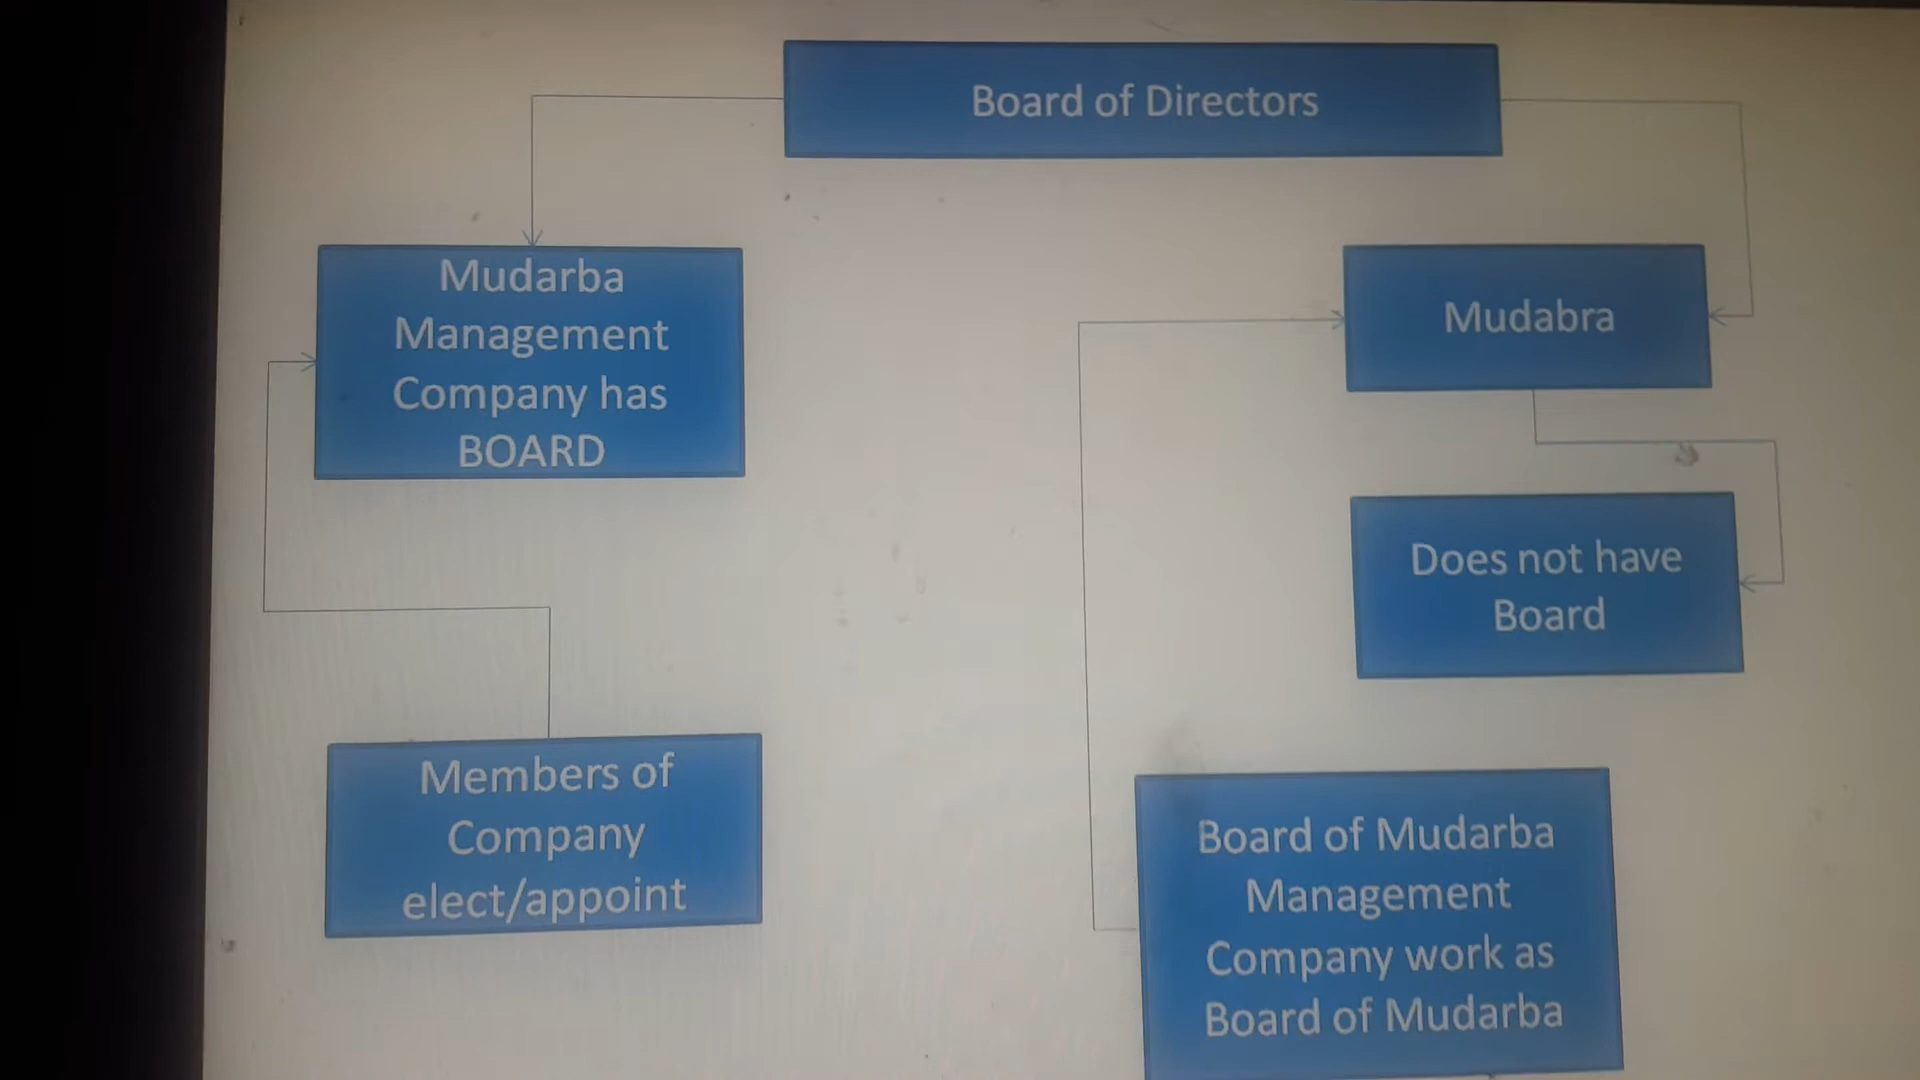 Board of Directors
Mudarba
Management
Company has
BOARD
Mudabra
Does not have
Board
Members of
Company
elect/appoint
Board of Mudarba
Management
Company work as
Board of Mudarba